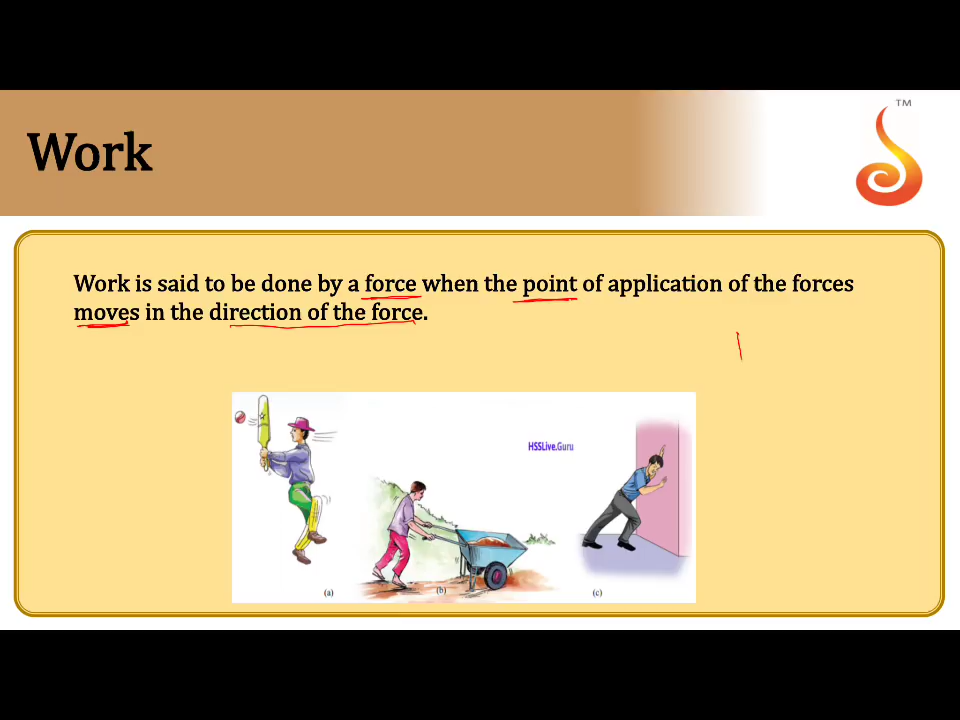 TM
Work
Work is said to be done by a force when the point of application of the forces
moves in the direction of the force.
HSSLive.Guru
(a)
(b)
(c)